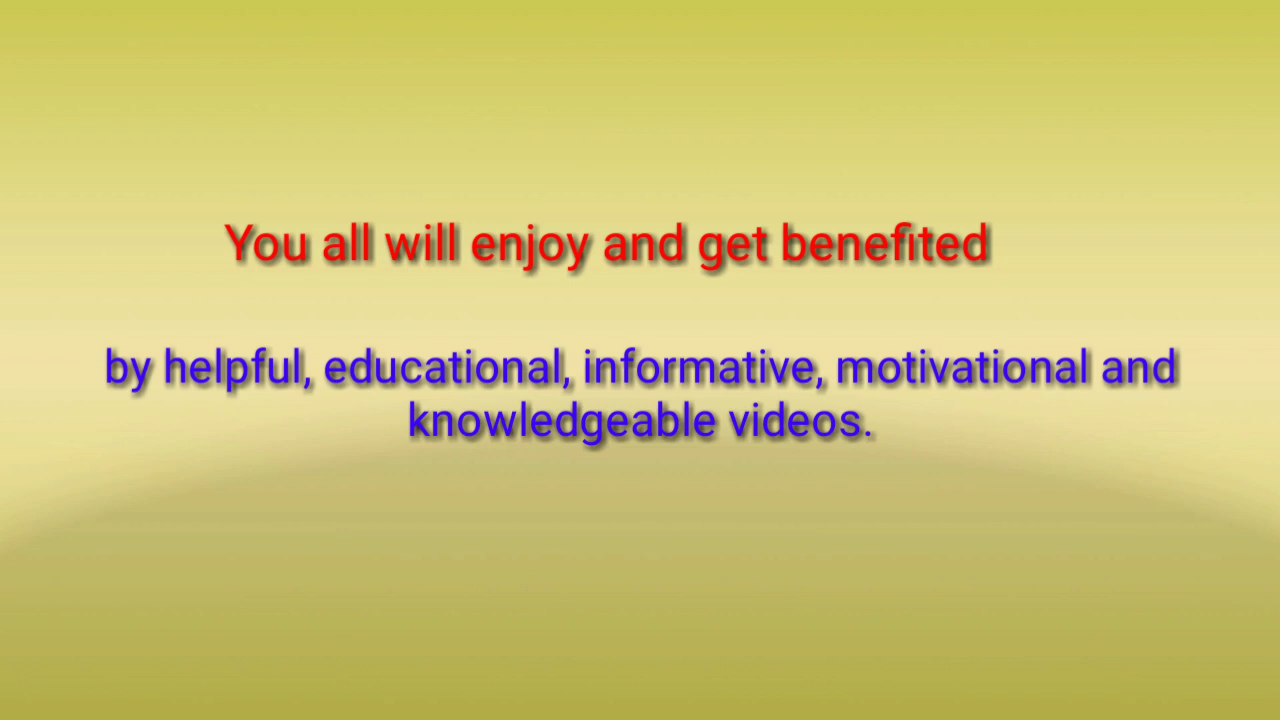 You all will enjoy and get benefited
by helpful, educational, informative, motivational and
knowledgeable videos.